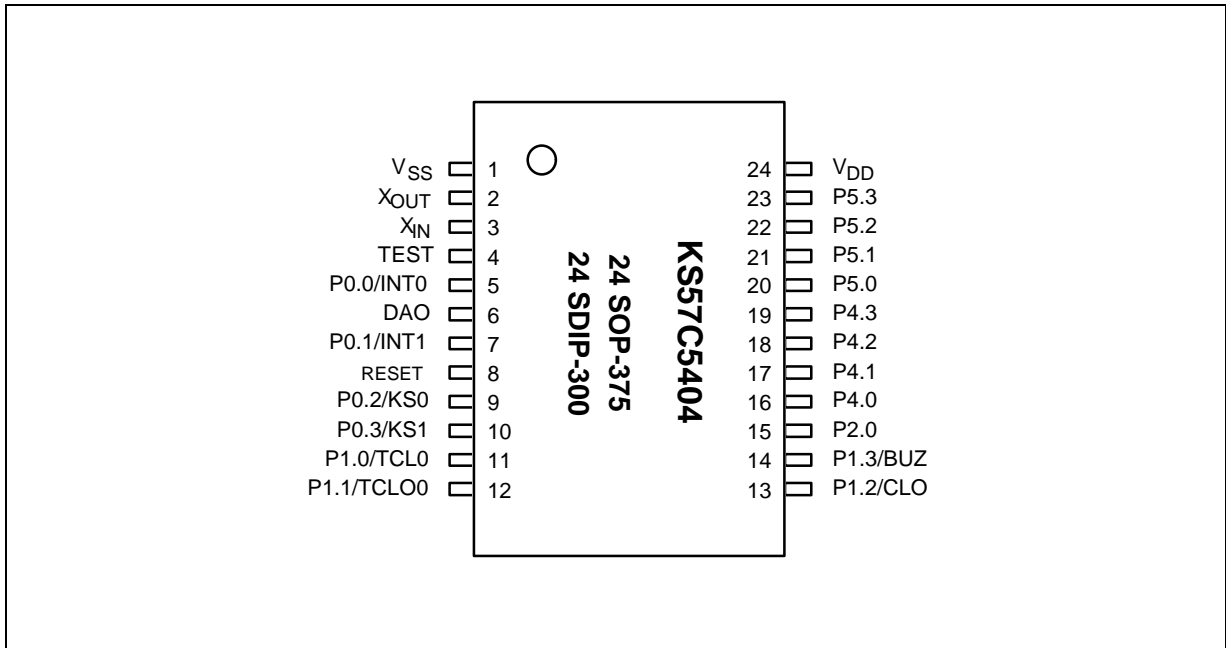 VSS 1
XOUT 2
XIN 3
TEST 4
P0.0/INT0 5
DAO 6
P0.1/INT1 7
RESET 8
P0.2/KS0 9
P0.3/KS1 10
P1.0/TCL0 11
P1.1/TCLO0 12
KS57C5404
24 SOP-375
24 SDIP-300
24 VDD
23 P5.3
22 P5.2
21 P5.1
20 P5.0
19 P4.3
18 P4.2
17 P4.1
16 P4.0
15 P2.0
14 P1.3/BUZ
13 P1.2/CLO